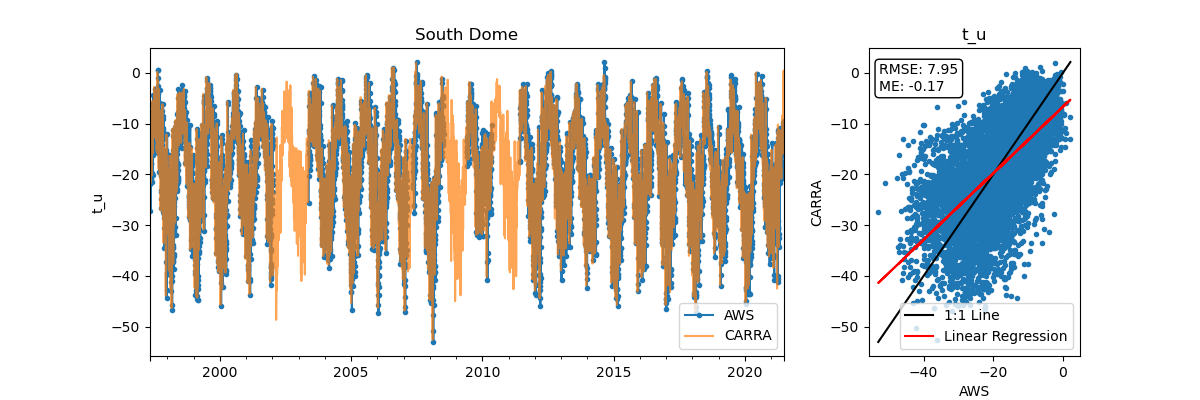 South Dome
t_u
0
−10
−20
−30
−40
−50
2000
2005
2010
2015
2020
AWS
CARRA
t_u
RMSE: 7.95
ME: -0.17
CARRA
0
−10
−20
−30
−40
−50
1:1 Line
Linear Regression
−40
−20
0
AWS